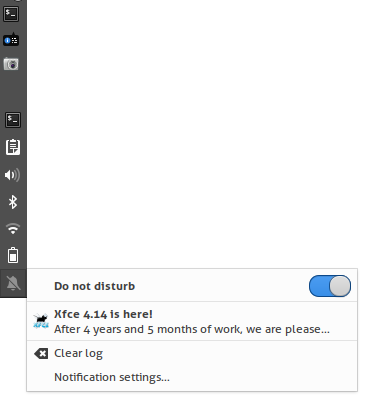 Do not disturb
Xfce 4.14 is here!
After 4 years and 5 months of work, we are please...
Clear log
Notification settings...